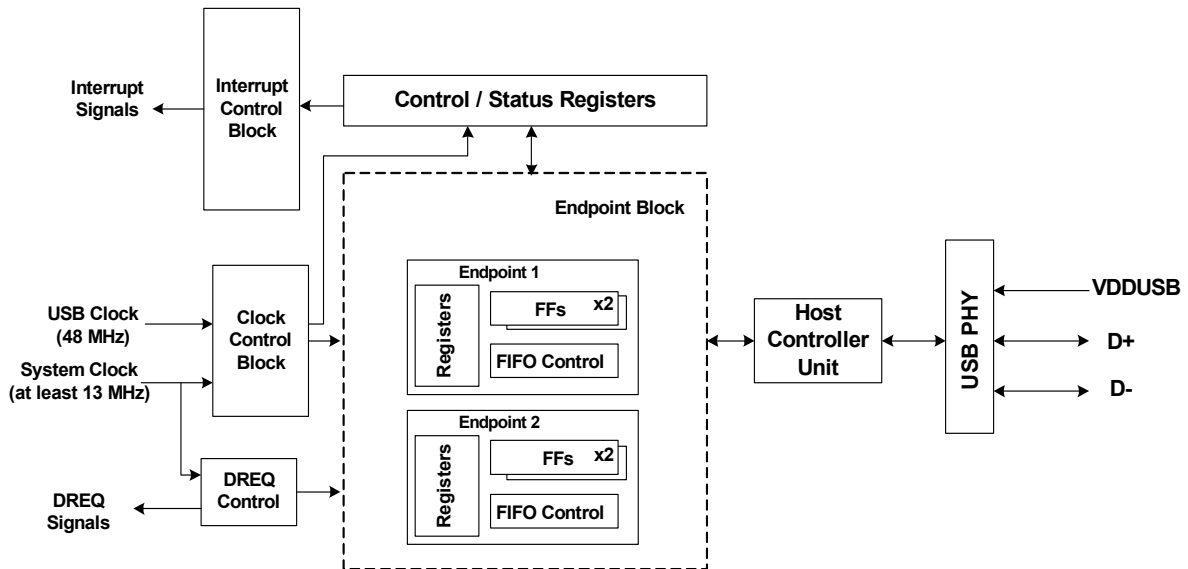 Interrupt
Signals
Interrupt
Control
Block
Control / Status Registers
Endpoint Block
USB Clock
(48 MHz)
System Clock
(at least 13 MHz)
Clock
Control
Block
DREQ
Control
DREQ
Signals
Endpoint 1
Registers
FFs x2
FIFO Control
Endpoint 2
Registers
FFs x2
FIFO Control
Host
Controller
Unit
USB PHY
VDDUSB
D+
D-